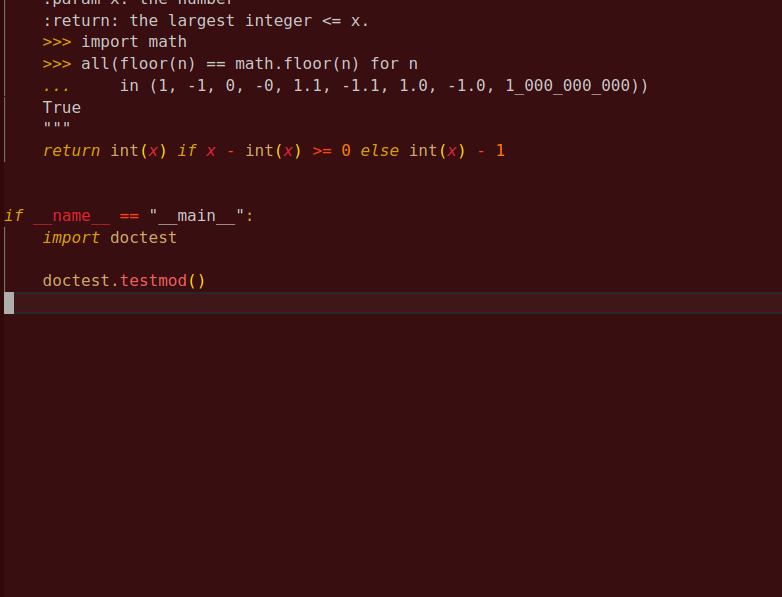 :param x: the number
:return: the largest integer <= x.
>>> import math
>>> all(floor(n) == math.floor(n) for n
...     in (1, -1, 0, -0, 1.1, -1.1, 1.0, -1.0, 1_000_000_000))
True
"""
return int(x) if x - int(x) >= 0 else int(x) - 1
if __name__ == "__main__":
import doctest
doctest.testmod()